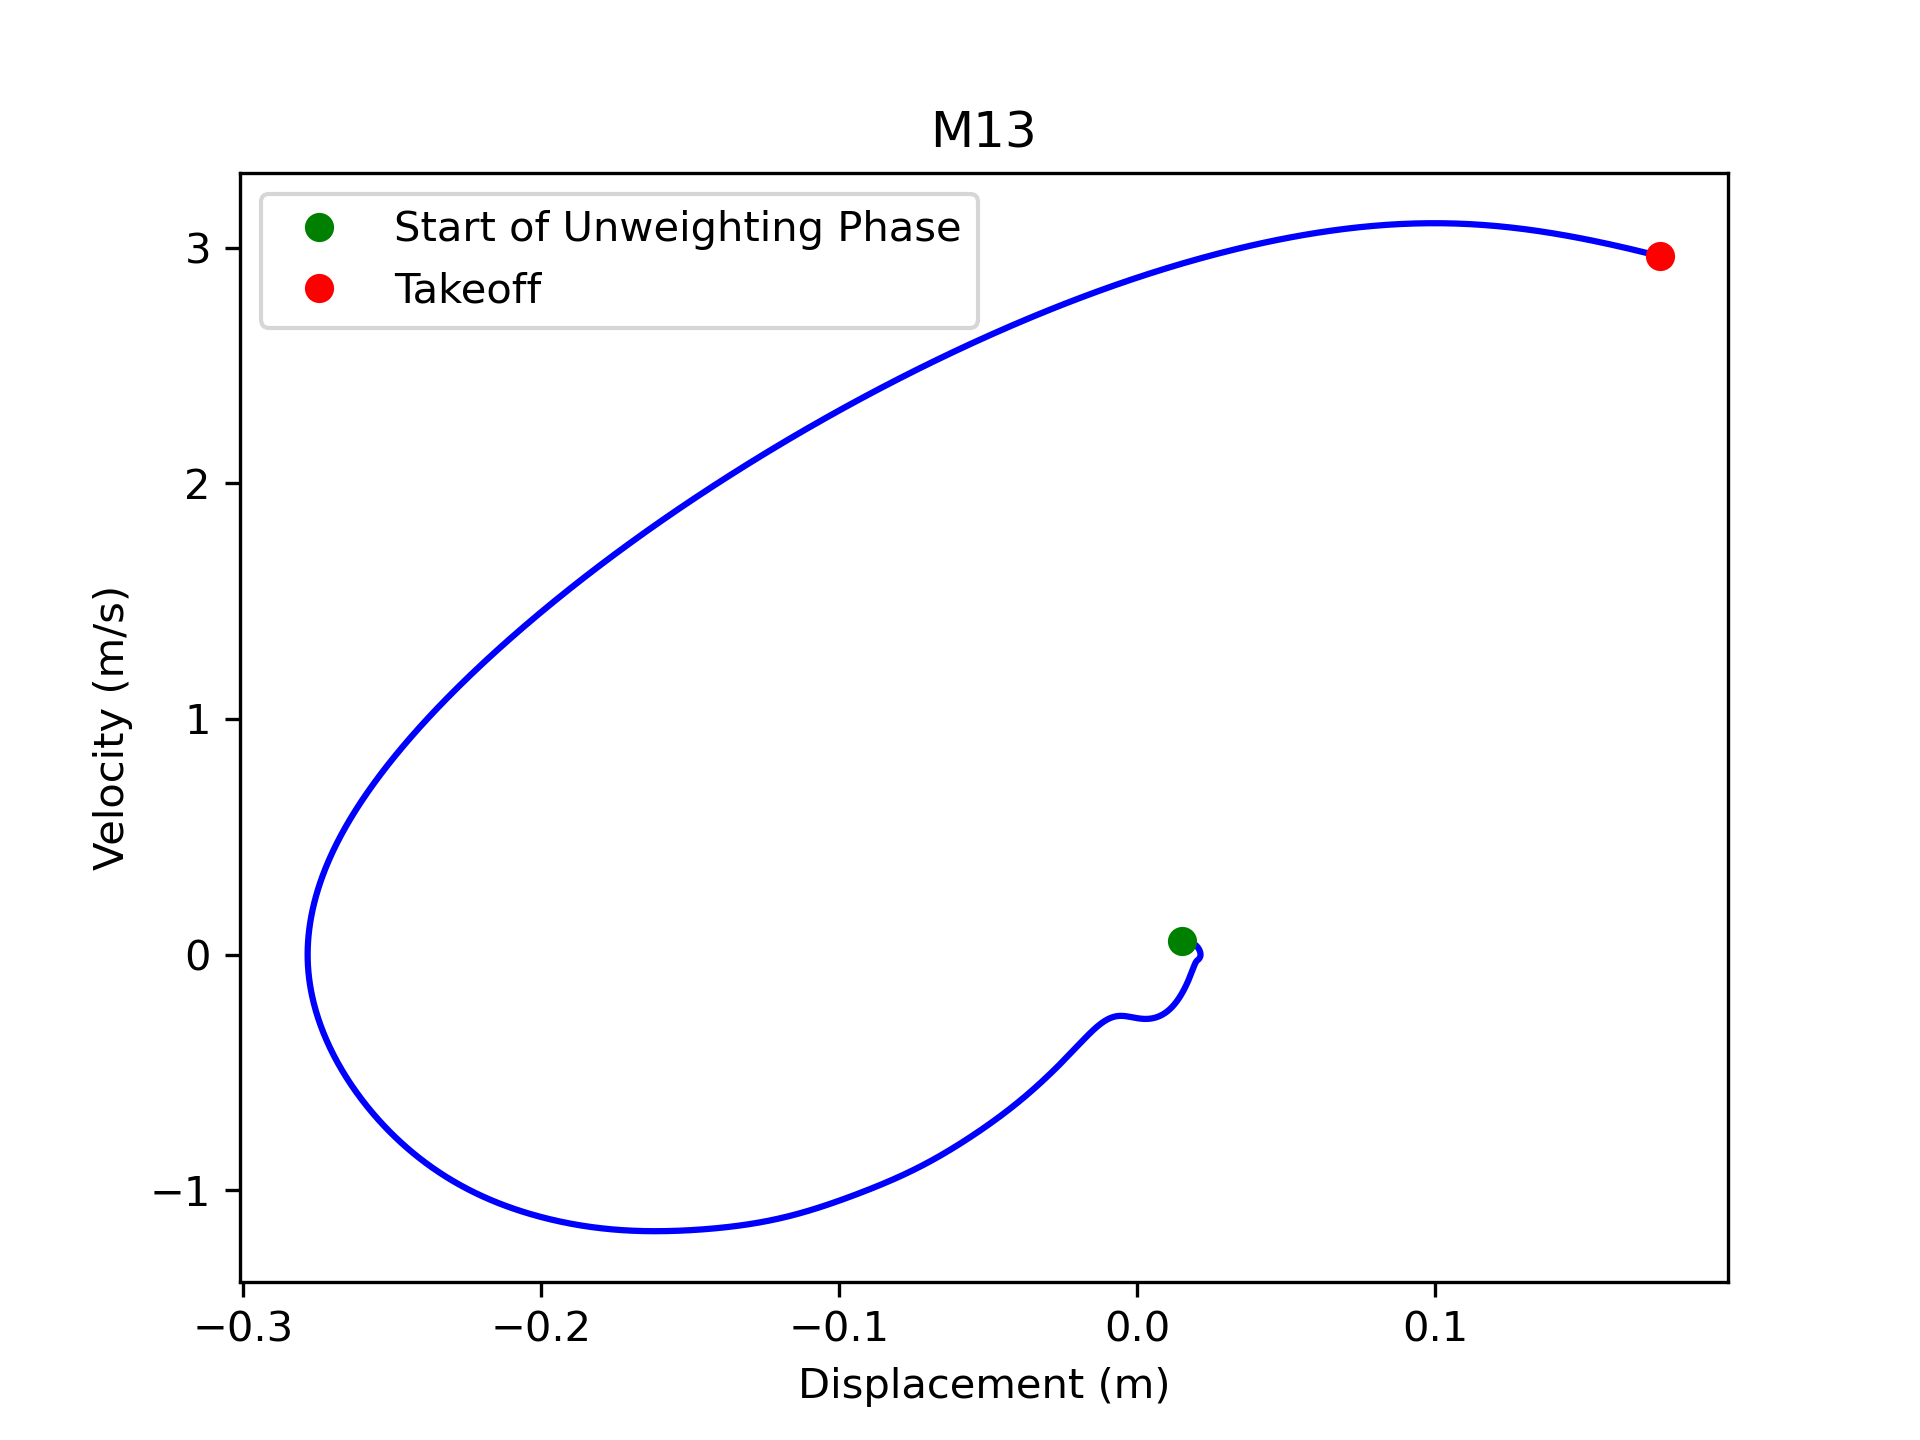 M13
Start of Unweighting Phase
Takeoff
3
2
1
0
−1
Velocity (m/s)
−0.3 −0.2 −0.1 0.0 0.1
Displacement (m)